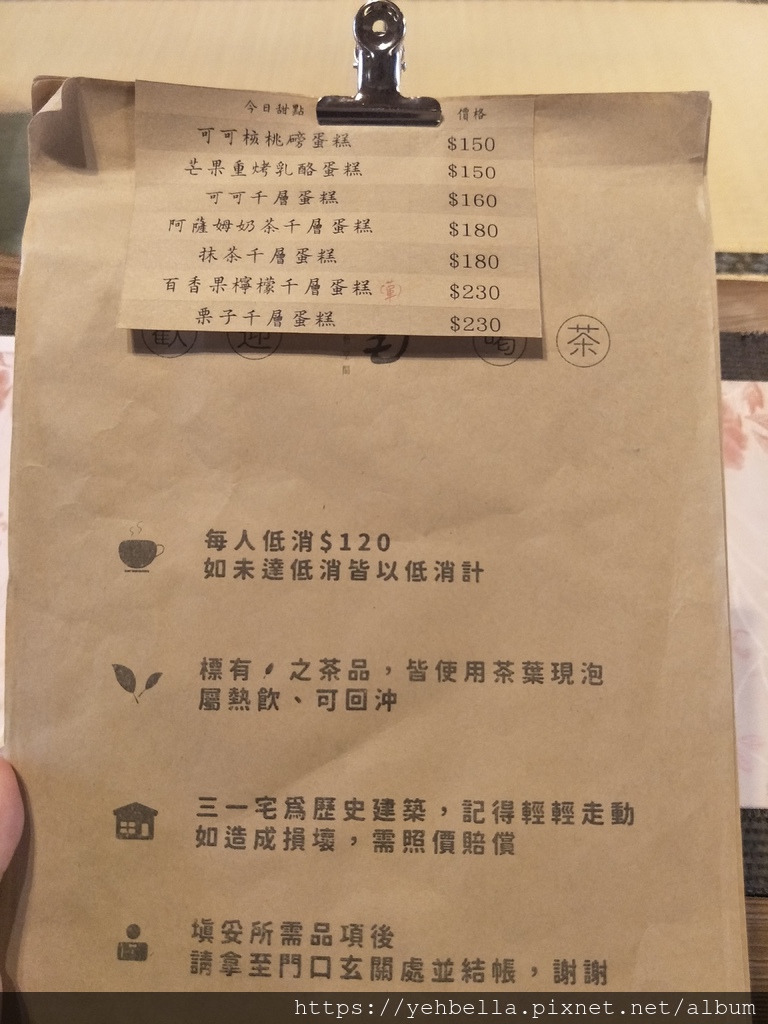 今日甜點 價格
可可核桃磅蛋糕 $150
芒果重烤乳酪蛋糕 $150
可可千層蛋糕 $160
阿薩姆奶茶千層蛋糕 $180
抹茶千層蛋糕 $180
百香果檸檬千層蛋糕 $230
栗子千層蛋糕 $230
歡迎 喝茶
每人低消$120
如未達低消皆以低消計
標有 之茶品，皆使用茶葉現泡
屬熱飲、可回沖
三一宅為歷史建築，記得輕輕走動
如造成損壞，需照價賠償
填妥所需品項後
請拿至門口玄關處並結帳，謝謝
https://yehbella.pixnet.net/album